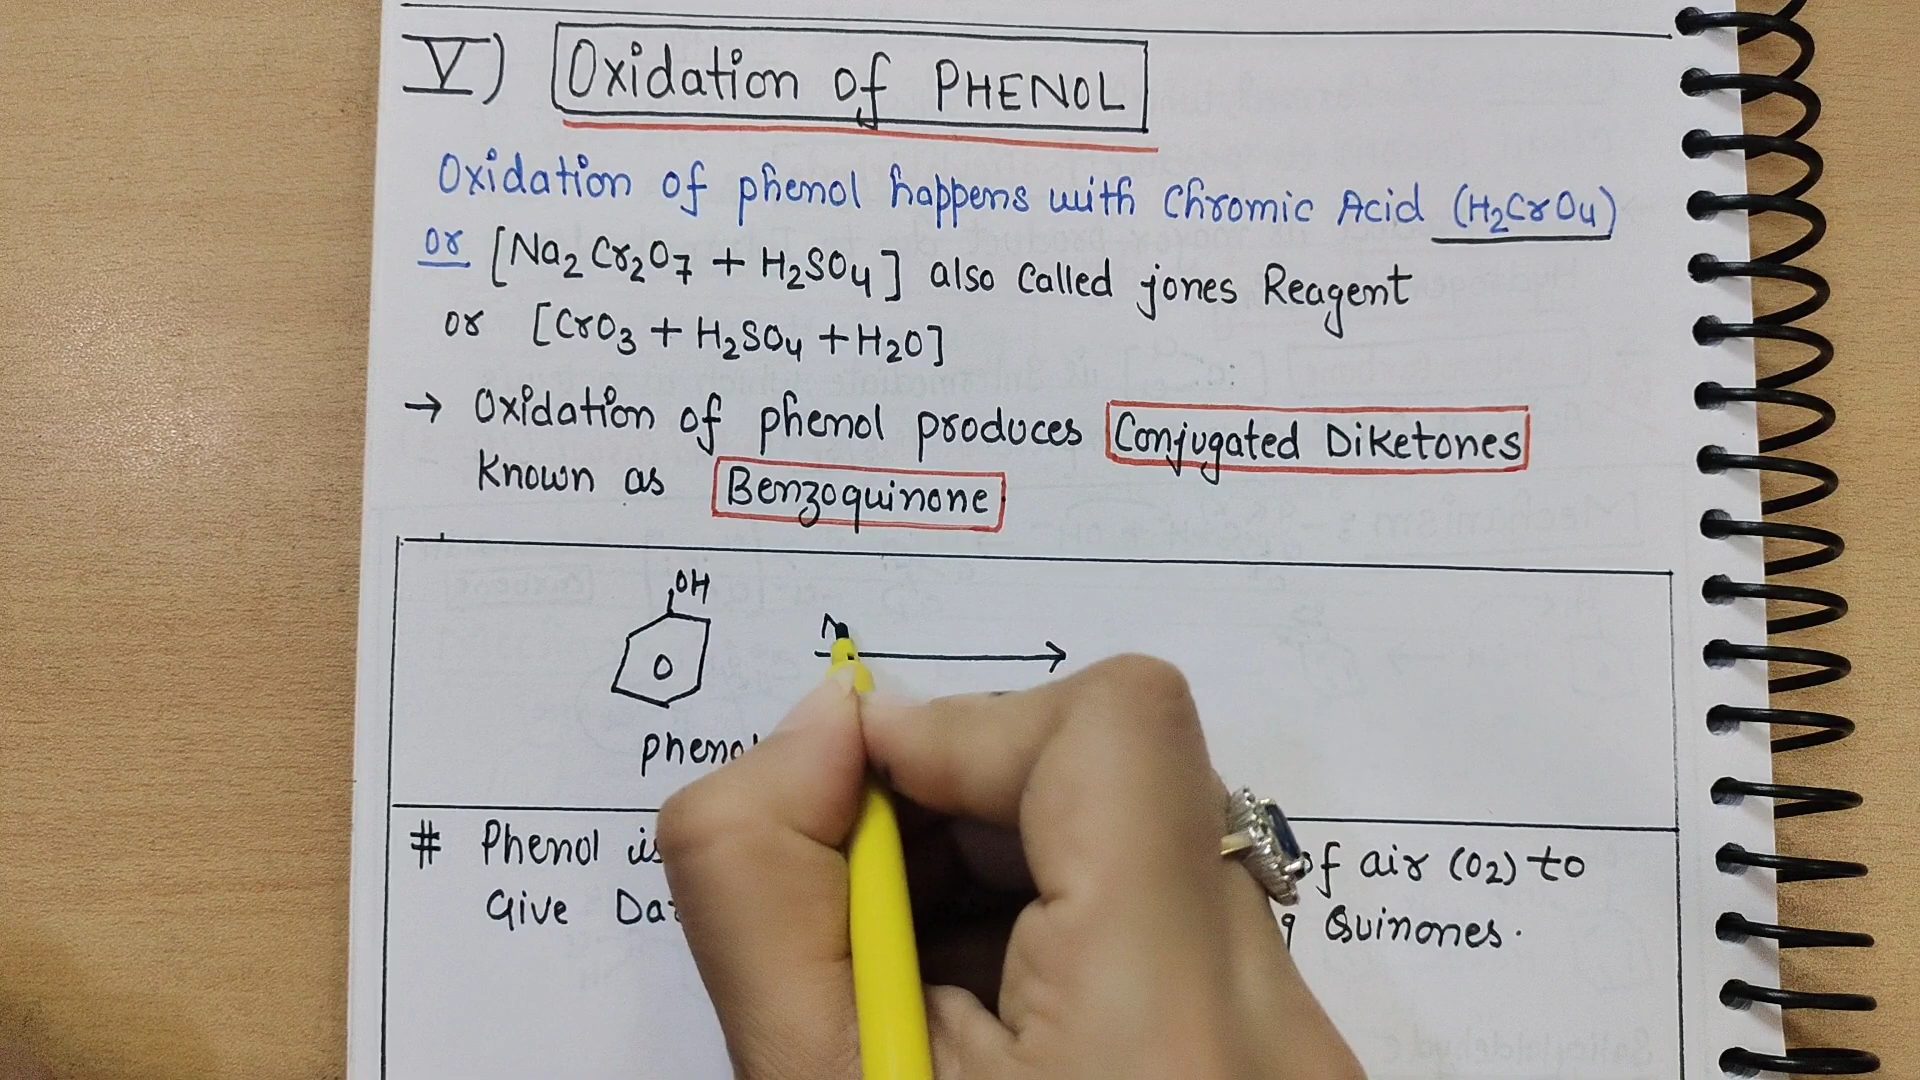 V) Oxidation of PHENOL
Oxidation of phenol happens with Chromic Acid (H2CrO4)
or [Na2Cr2O7 + H2SO4] also Called jones Reagent
or [CrO3 + H2SO4 + H2O]
→ Oxidation of phenol produces Conjugated Diketones
Known as Benzoquinone
OH
# Phenol is of air (O2) to
Give Quinones.